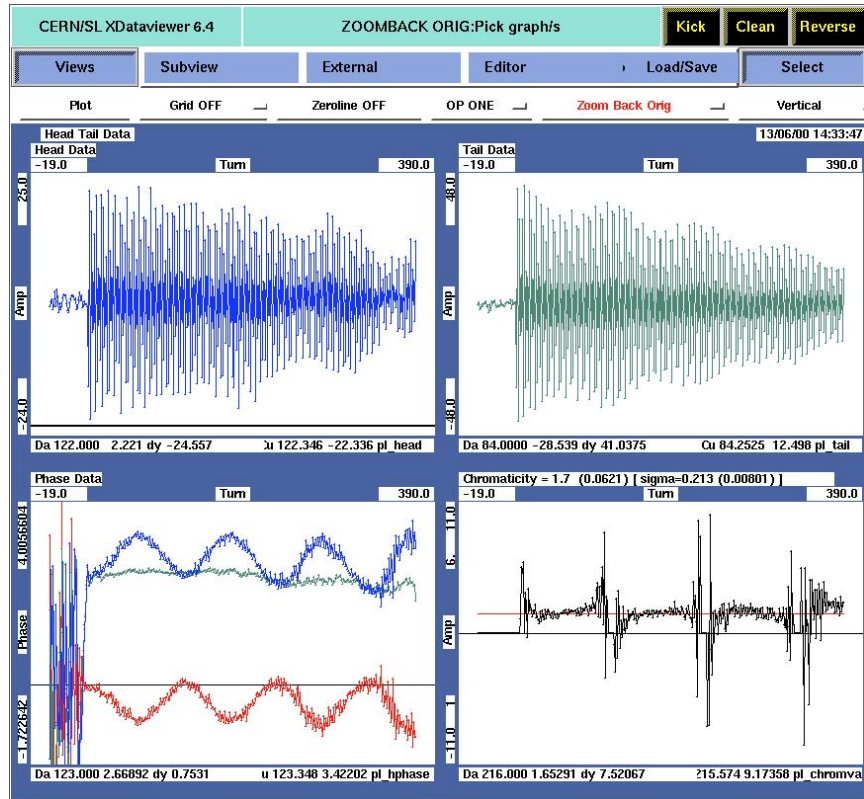 CERN/SL XDataviewer 6.4 ZOOMBACK ORIG:Pick graph/s Kick Clean Reverse
Views Subview External Editor Load/Save Select
Plot Grid OFF Zeroline OFF OP ONE Zoom Back Orig Vertical
Head Tail Data 13/06/00 14:33:47
Head Data
-19.0 Turn 390.0
25.0
Amp
-24.0
Da 122.000 2.221 dy -24.557 122.346 -22.336 pl_head
Tail Data
-19.0 Turn 390.0
48.0
Amp
-48.0
Da 84.0000 -28.539 dy 41.0375 Cu 84.2525 12.498 pl_tail
Phase Data
-19.0 Turn 390.0
4.0056604
Phase
-1.722642
Da 123.000 2.66892 dy 0.7531 u 123.348 3.42202 pl_hphase
Chromaticity = 1.7 (0.0621) [ sigma=0.213 (0.00801) ]
-19.0 Turn 390.0
11.0
6.
Amp
1
-11.0
Da 216.000 1.65291 dy 7.52067 215.574 9.17358 pl_chromva